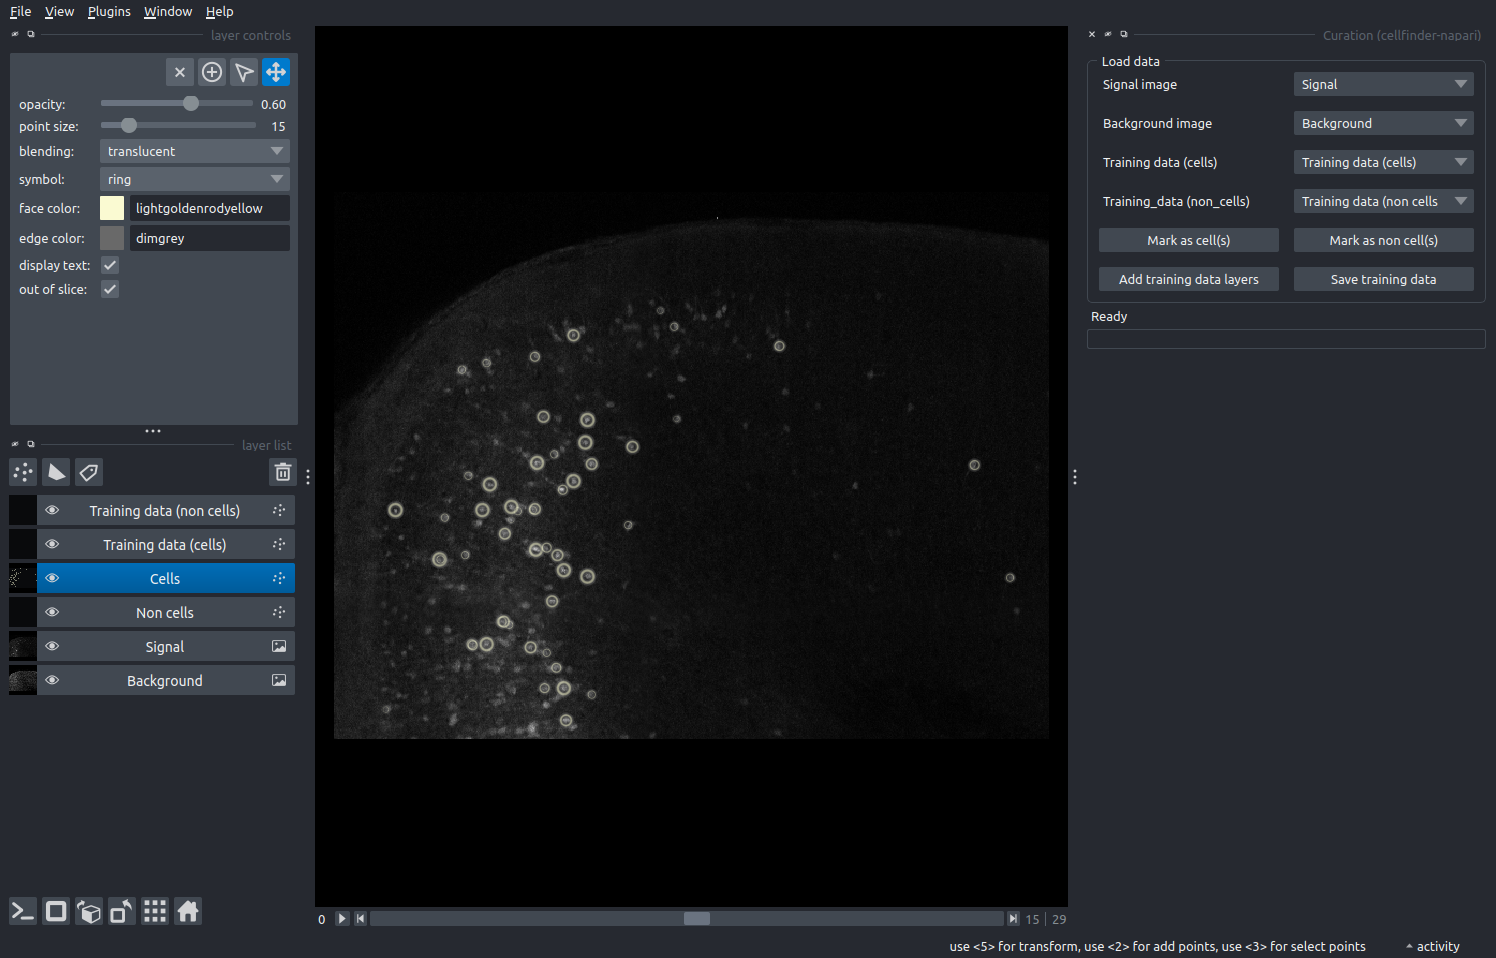 File View Plugins Window Help
layer controls
opacity: 0.60
point size: 15
blending: translucent
symbol: ring
face color: lightgoldenrodyellow
edge color: dimgrey
display text:
out of slice:
layer list
Training data (non cells)
Training data (cells)
Cells
Non cells
Signal
Background
0
15 | 29
Curation (cellfinder-napari)
Load data
Signal image Signal
Background image Background
Training data (cells) Training data (cells)
Training_data (non_cells) Training data (non cells
Mark as cell(s) Mark as non cell(s)
Add training data layers Save training data
Ready
use <5> for transform, use <2> for add points, use <3> for select points
activity